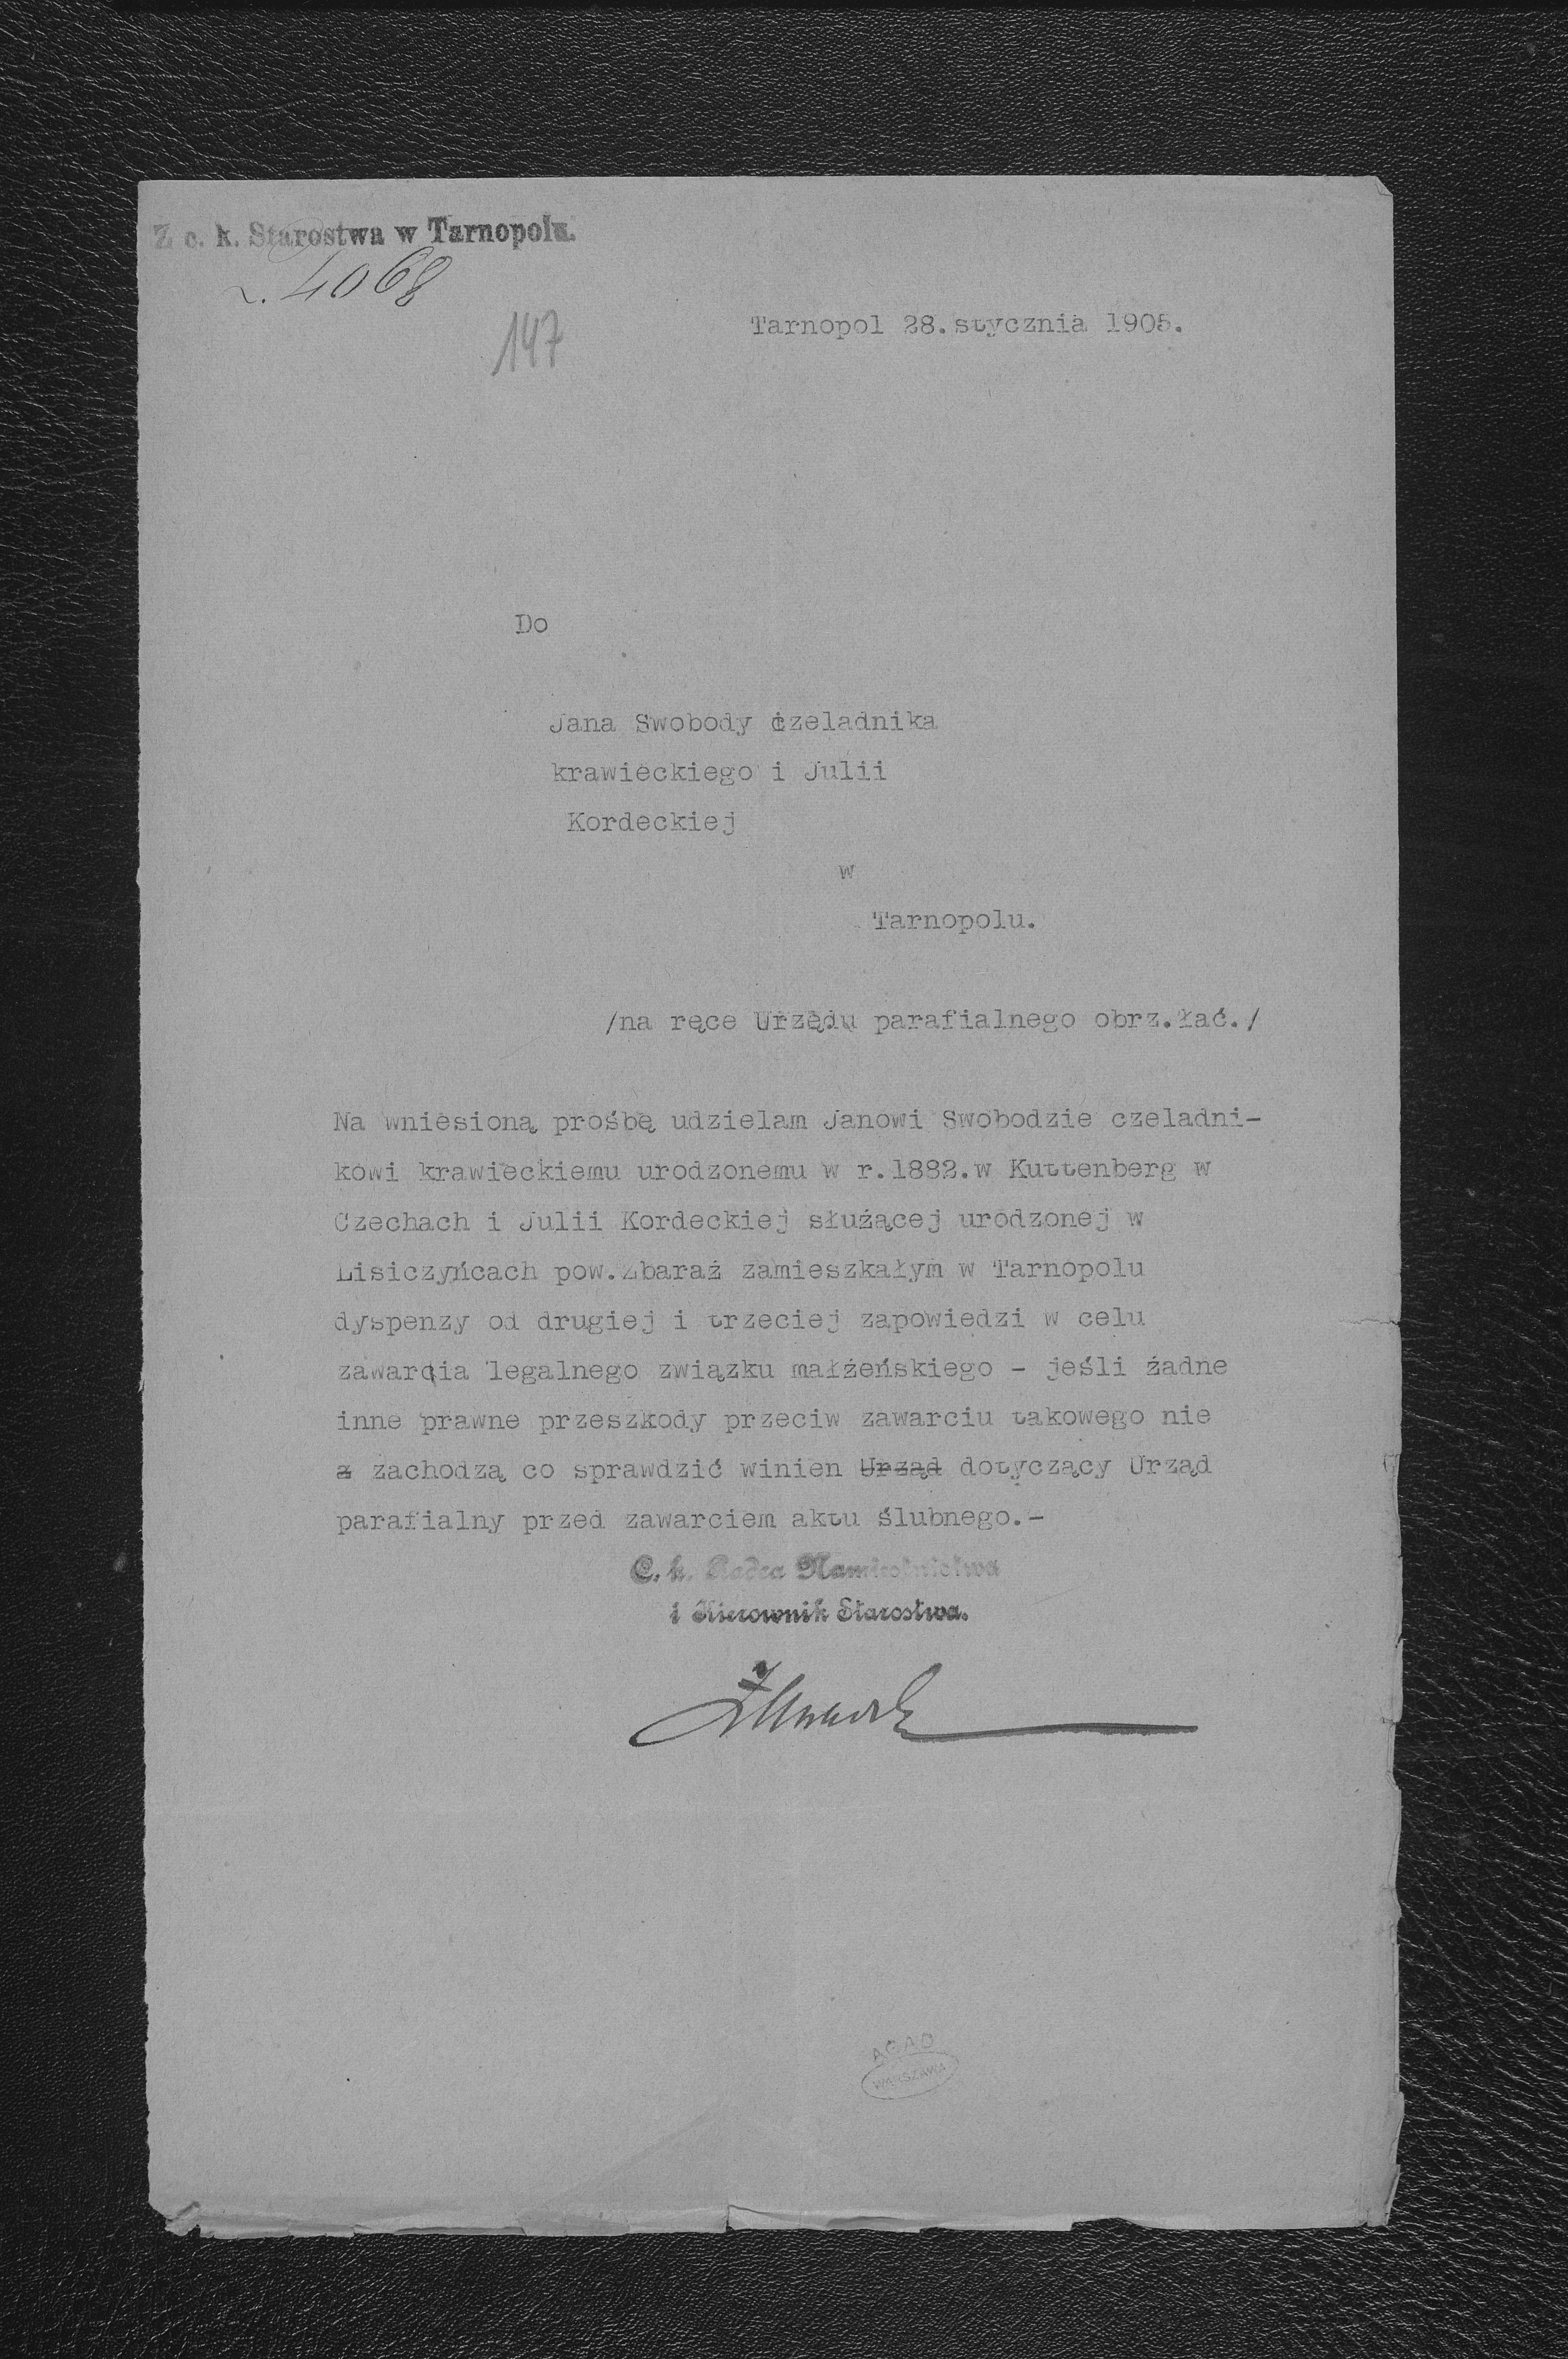 Z c. k. Starostwa w Tarnopolu.
L. 4068
147
Tarnopol 28.stycznia 1905.
Do
Jana Swobody czeladnika
krawieckiego i Julii
Kordeckiej
w
Tarnopolu.
/na ręce Urzędu parafialnego obrz.łać./
Na wniesioną prośbę udzielam Janowi Swobodzie czeladni-
kowi krawieckiemu urodzonemu w r.1882.w Kuttenberg w
Czechach i Julii Kordeckiej służącej urodzonej w
Lisiczyńcach pow.Zbaraż zamieszkałym w Tarnopolu
dyspenzy od drugiej i trzeciej zapowiedzi w celu
zawarcia legalnego związku małżeńskiego - jeśli żadne
inne prawne przeszkody przeciw zawarciu takowego nie
z zachodzą co sprawdzić winien Urząd dotyczący Urząd
parafialny przed zawarciem aktu ślubnego.-
C. k. Radca Namiestnictwa
i Kierownik Starostwa.
AGAD
WARSZAWA